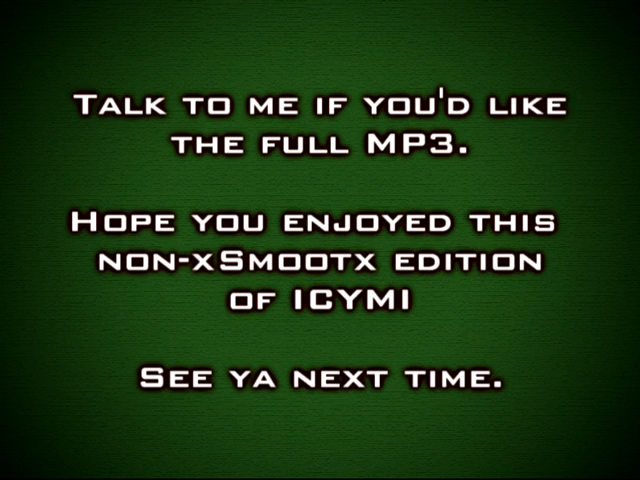 Talk to me if you'd like
the full MP3.
Hope you enjoyed this
non-xSmootx edition
of ICYMI
See ya next time.